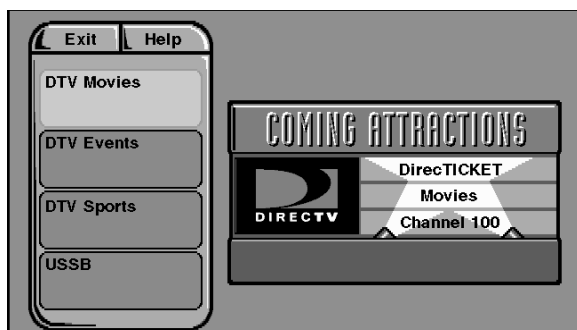 Exit Help
DTV Movies
DTV Events
DTV Sports
USSB
COMING ATTRACTIONS
DirecTICKET
Movies
Channel 100
DIRECTV